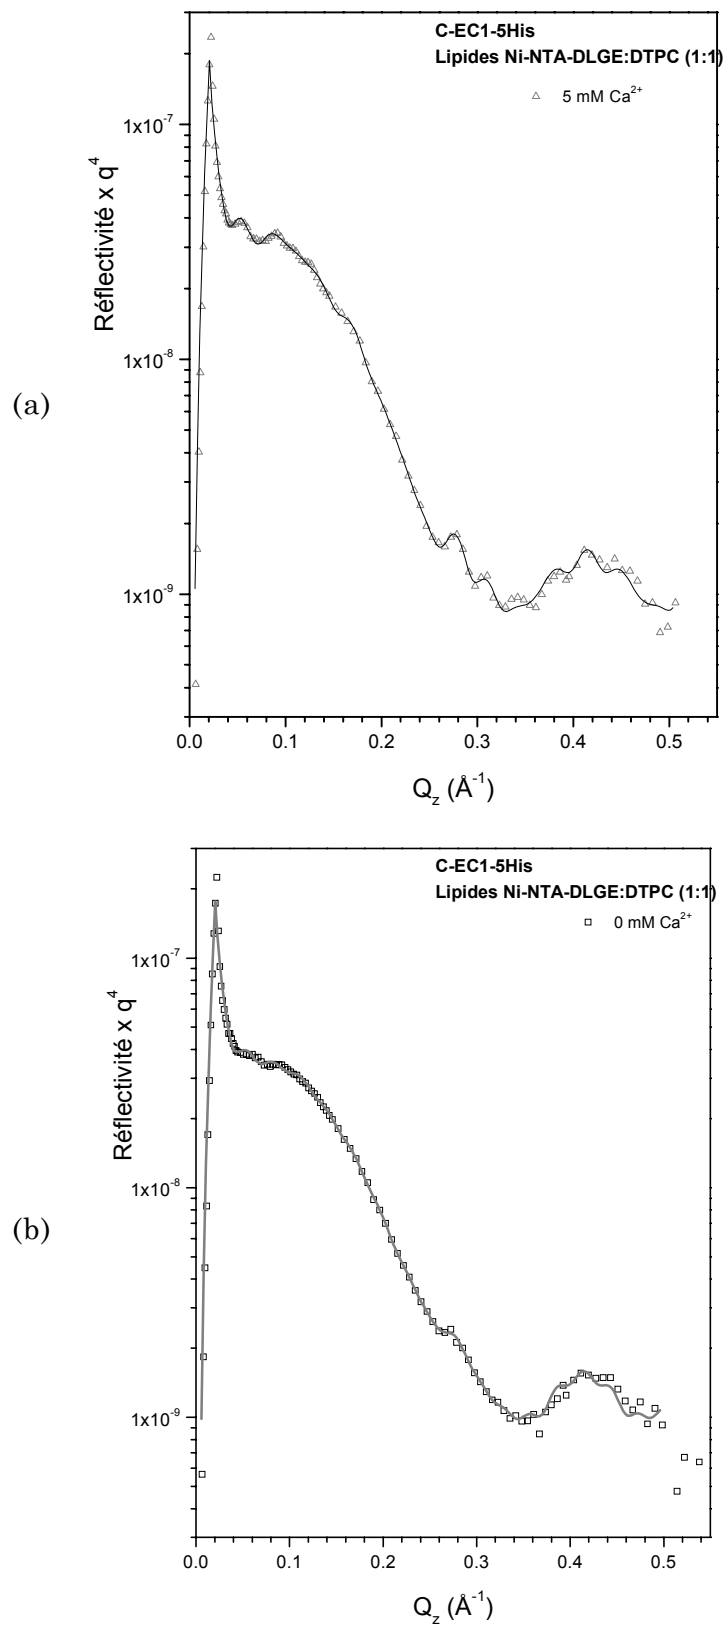 (a)
C-EC1-5His
Lipides Ni-NTA-DLGE:DTPC (1:1)
5 mM Ca²⁺
Réflectivité x q⁴
1x10⁻⁷
1x10⁻⁸
1x10⁻⁹
0.0 0.1 0.2 0.3 0.4 0.5
Q_z (Å⁻¹)
(b)
C-EC1-5His
Lipides Ni-NTA-DLGE:DTPC (1:1)
0 mM Ca²⁺
Réflectivité x q⁴
1x10⁻⁷
1x10⁻⁸
1x10⁻⁹
0.0 0.1 0.2 0.3 0.4 0.5
Q_z (Å⁻¹)